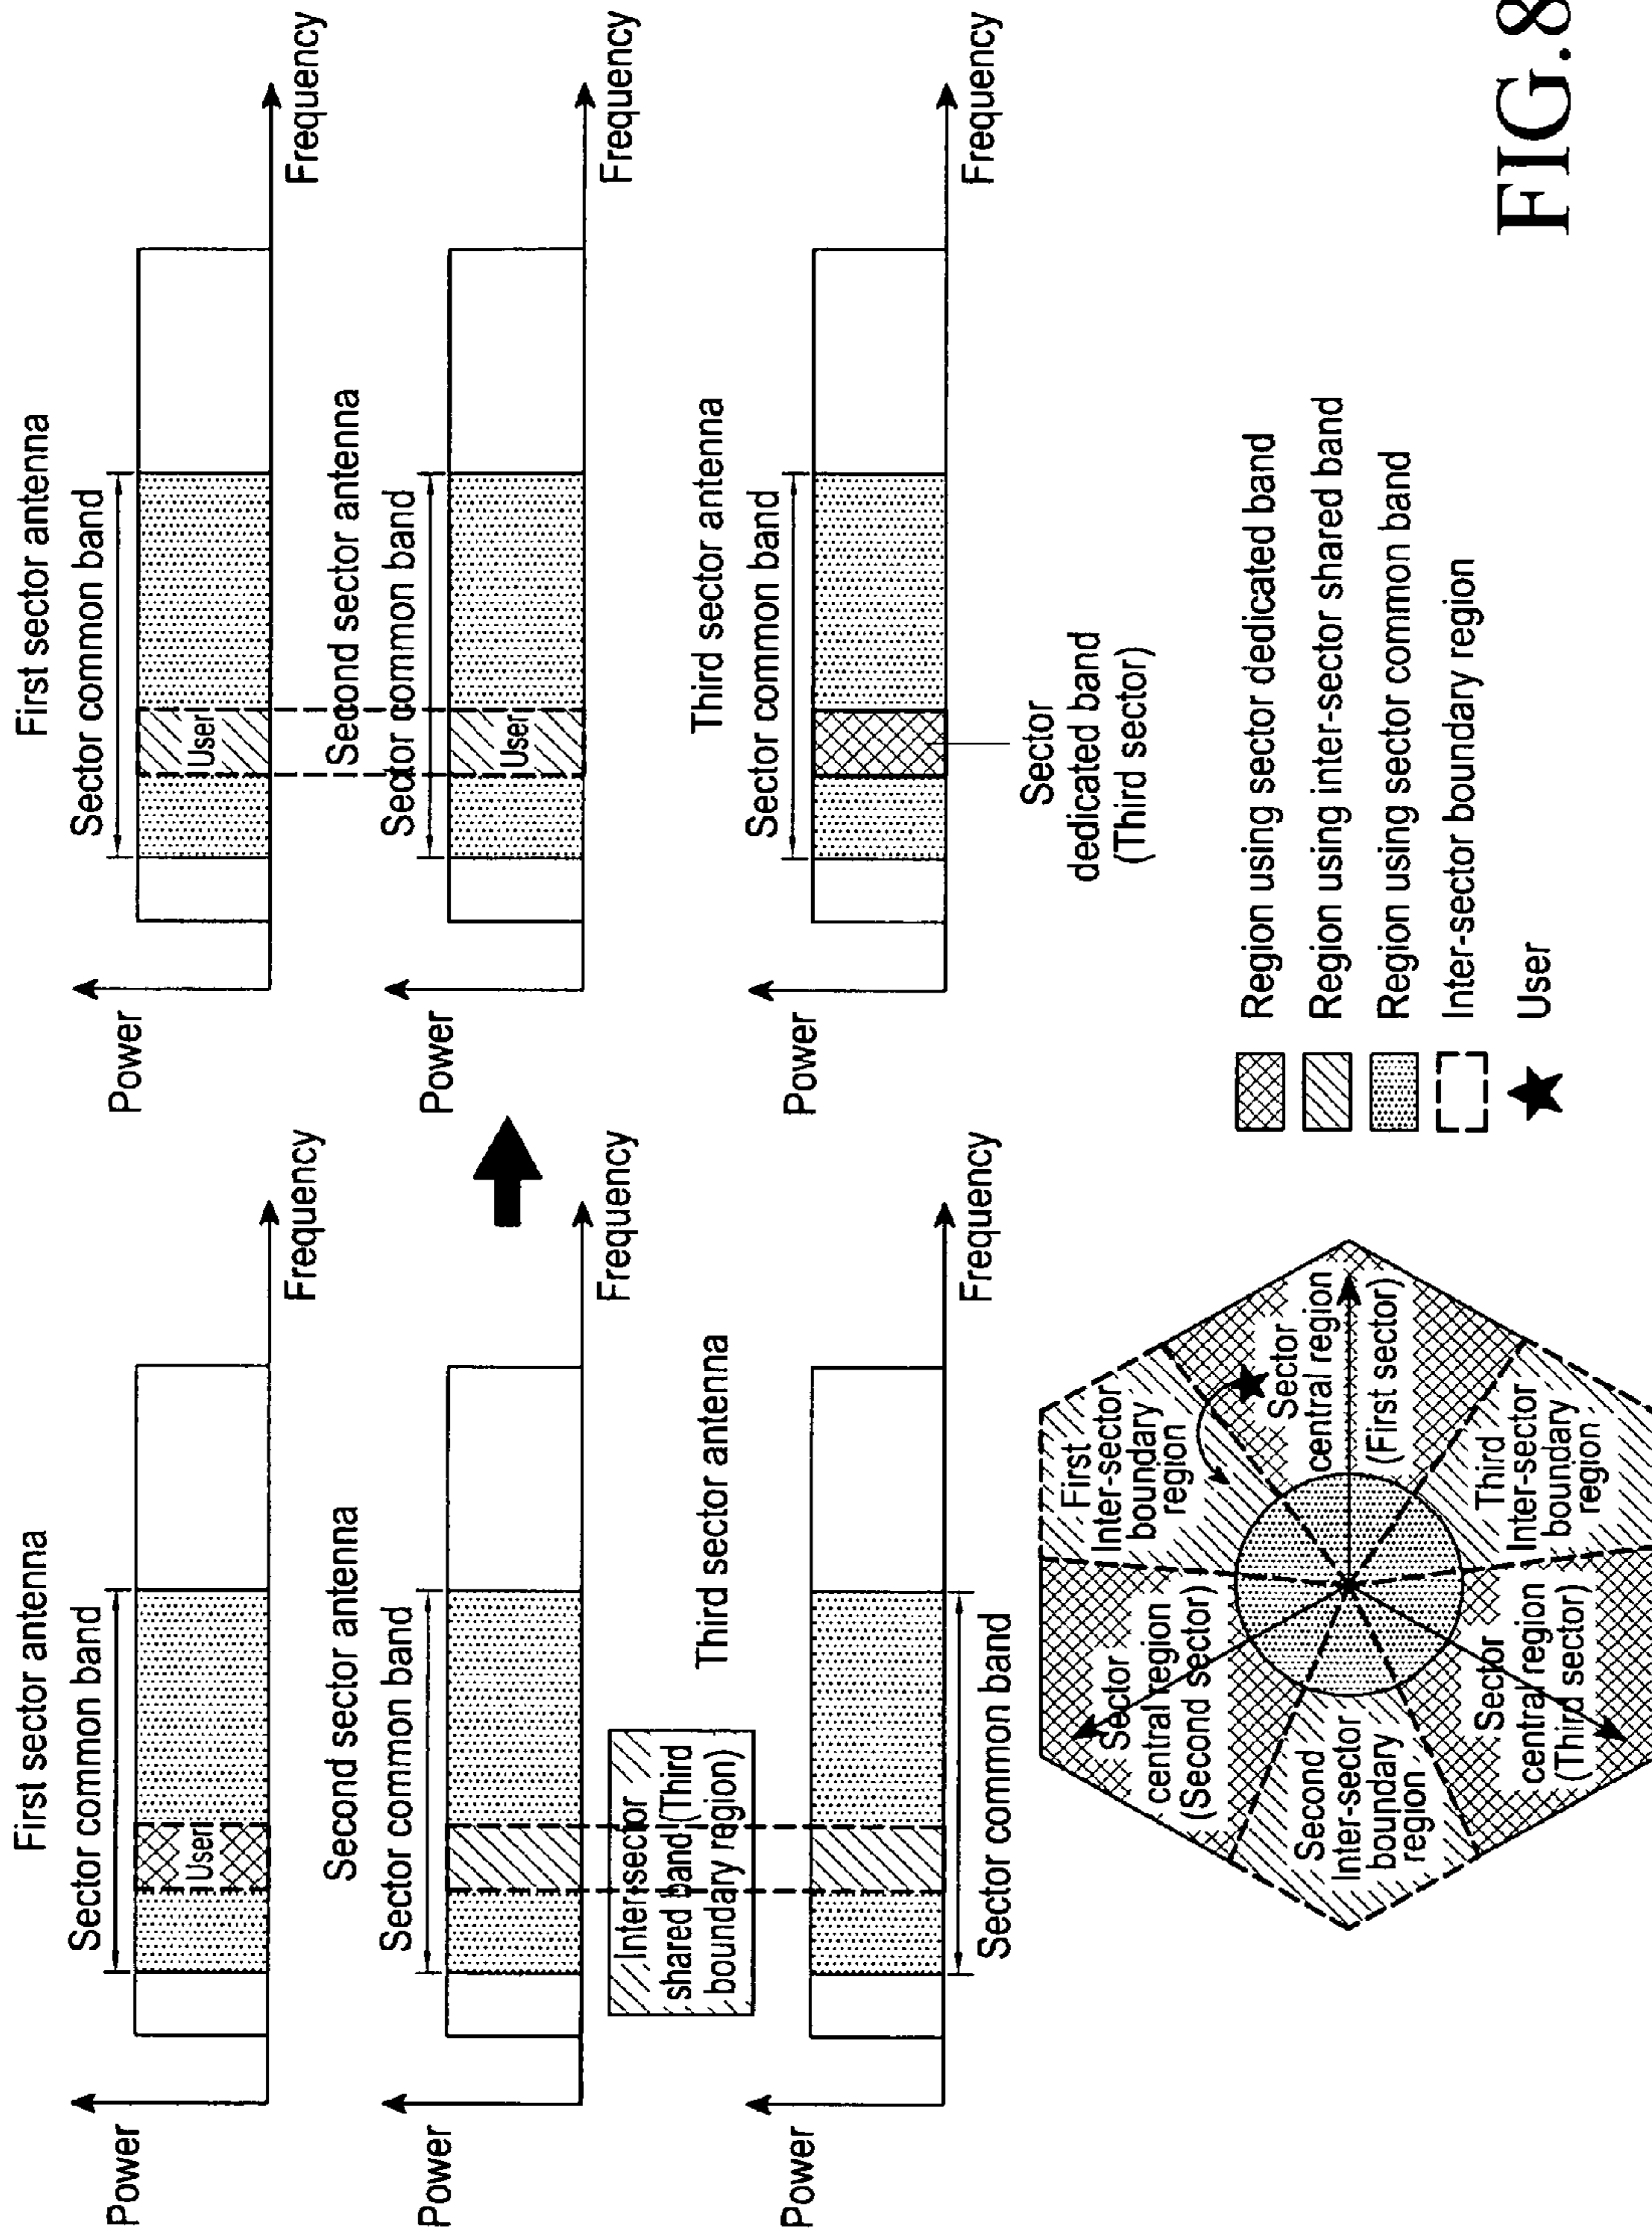 First sector antenna
Sector common band
Power
User
Frequency
Second sector antenna
Sector common band
Power
Frequency
Inter-sector
shared band (Third
boundary region)
Third sector antenna
Power
Frequency
Sector common band
First sector antenna
Sector common band
Power
User
Frequency
Second sector antenna
Sector common band
Power
User
Frequency
Third sector antenna
Sector common band
Power
Frequency
Sector
dedicated band
(Third sector)
First
Inter-sector
boundary
region
Sector
central region
(First sector)
Sector
central region
(Second sector)
Second
Inter-sector
boundary
region
Third
Inter-sector
boundary
region
Sector
central region
(Third sector)
Region using sector dedicated band
Region using inter-sector shared band
Region using sector common band
Inter-sector boundary region
User
FIG.8